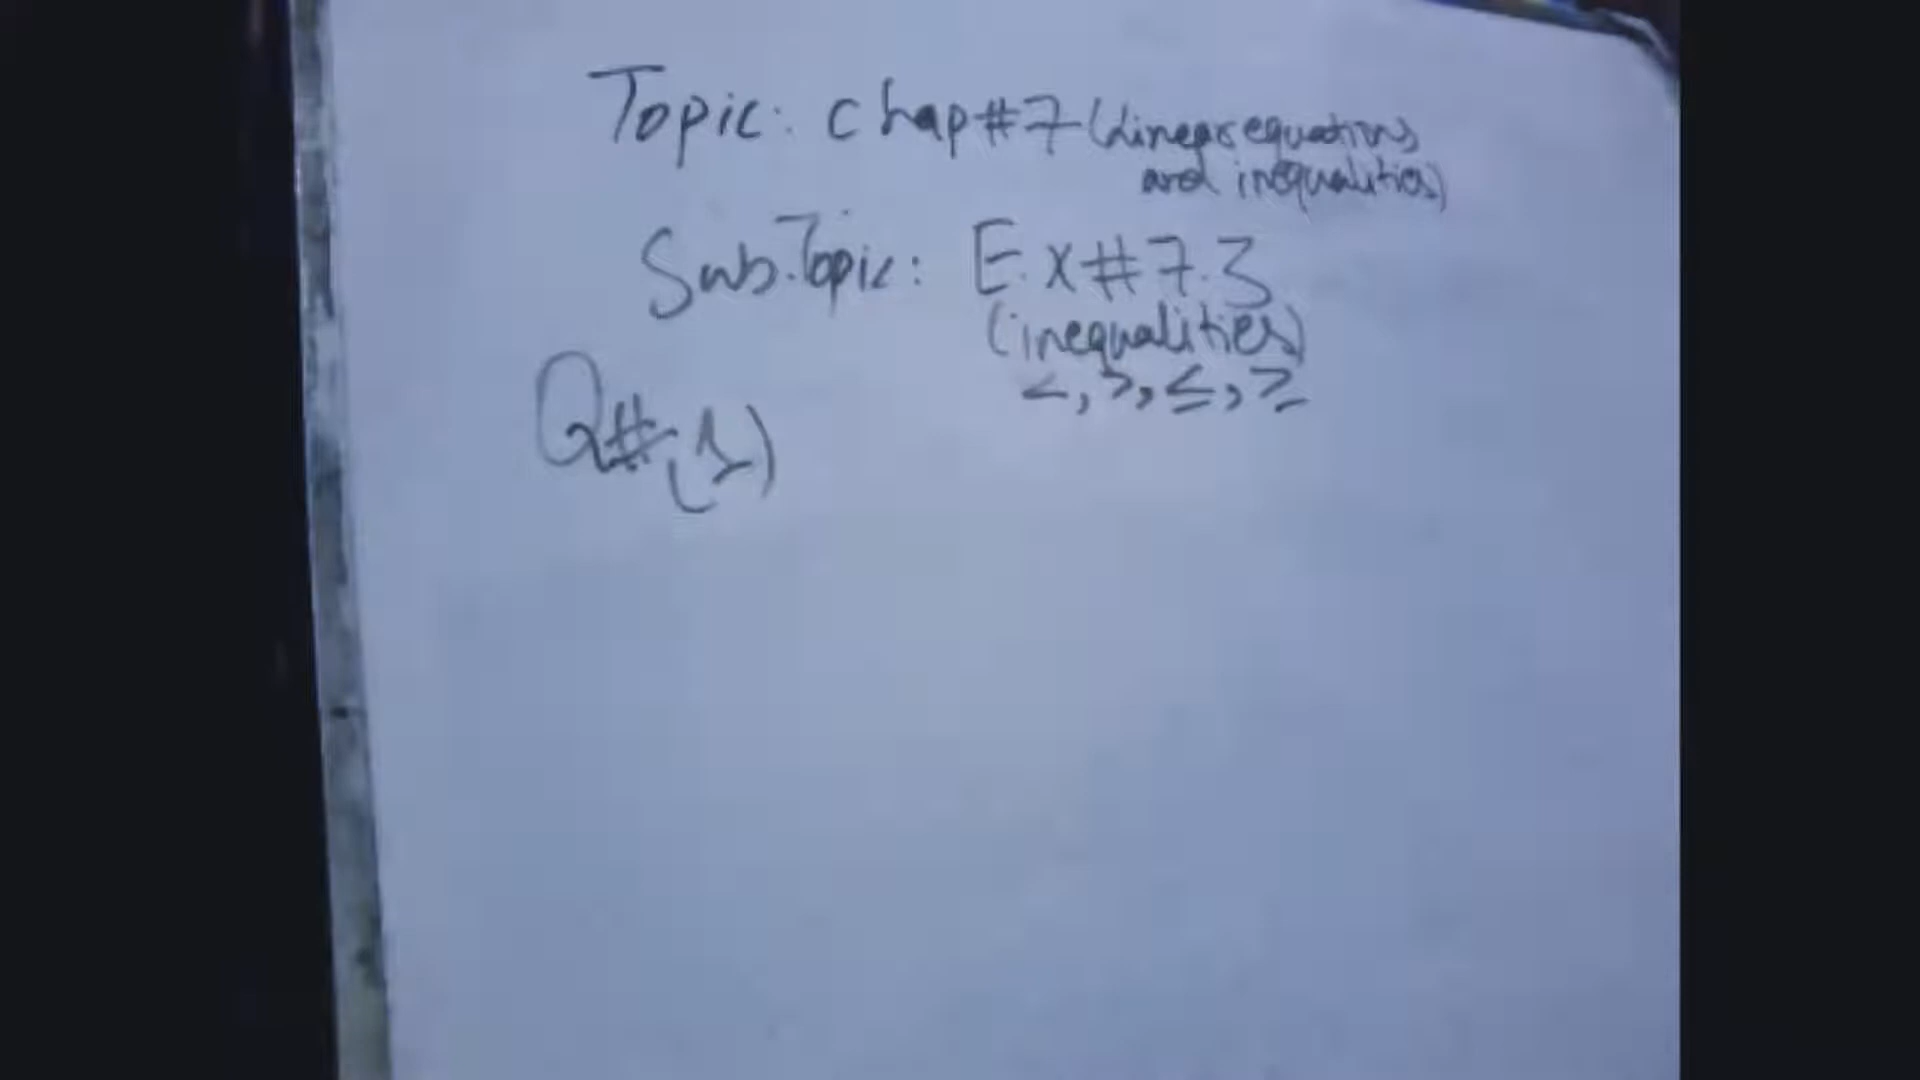 Topic: Chap#7 (Linear equations
and inequalities)
Sub.Topic: E.X#7.3
(inequalities)
<, >, ≤, ≥
Q#(1)